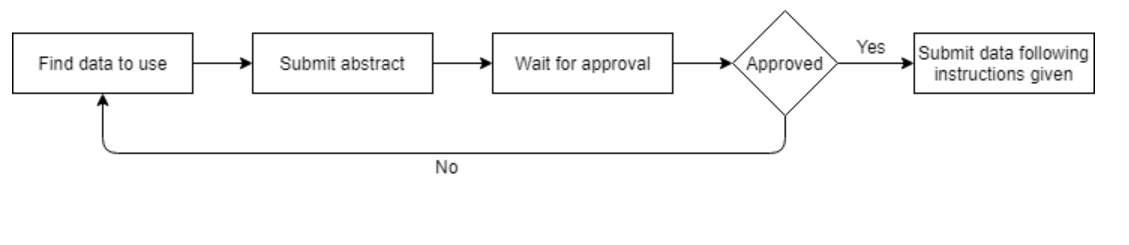 Find data to use
Submit abstract
Wait for approval
Approved
Yes
Submit data following
instructions given
No